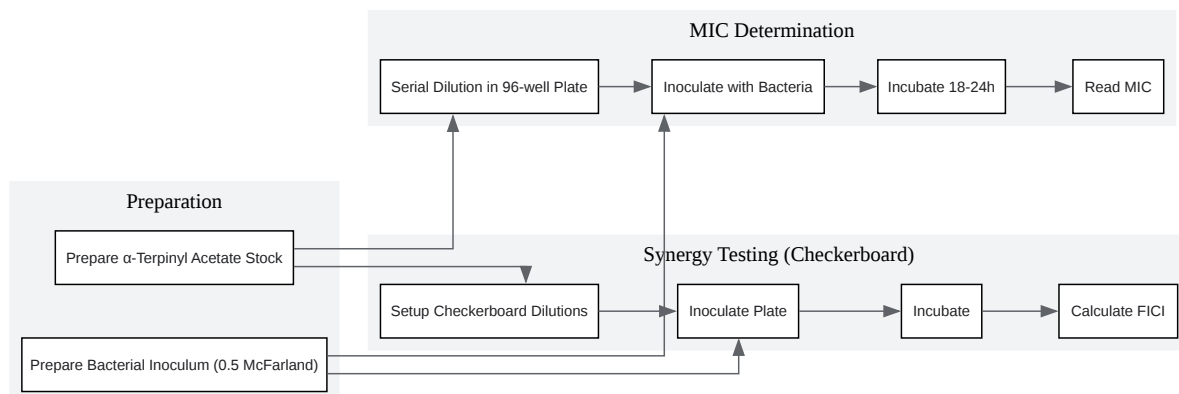 MIC Determination
Serial Dilution in 96-well Plate
Inoculate with Bacteria
Incubate 18-24h
Read MIC
Preparation
Prepare α-Terpinyl Acetate Stock
Prepare Bacterial Inoculum (0.5 McFarland)
Synergy Testing (Checkerboard)
Setup Checkerboard Dilutions
Inoculate Plate
Incubate
Calculate FICI